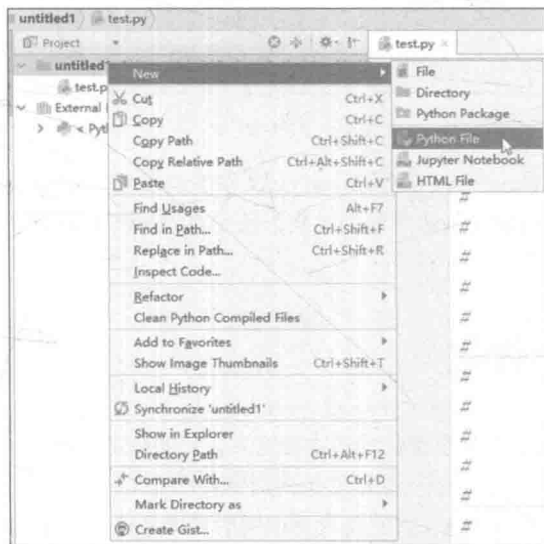 untitled1 test.py
Project test.py ×
untitled
test.p
External
< Pyt
New
Cut Ctrl+X
Copy Ctrl+C
Copy Path Ctrl+Shift+C
Copy Relative Path Ctrl+Alt+Shift+C
Paste Ctrl+V
Find Usages Alt+F7
Find in Path... Ctrl+Shift+F
Replace in Path... Ctrl+Shift+R
Inspect Code...
Refactor
Clean Python Compiled Files
Add to Favorites
Show Image Thumbnails Ctrl+Shift+T
Local History
Synchronize 'untitled1'
Show in Explorer
Directory Path Ctrl+Alt+F12
Compare With... Ctrl+D
Mark Directory as
Create Gist...
File
Directory
Python Package
Python File
Jupyter Notebook
HTML File
#
#
#
#
#
#
#
#
#
#
#
#